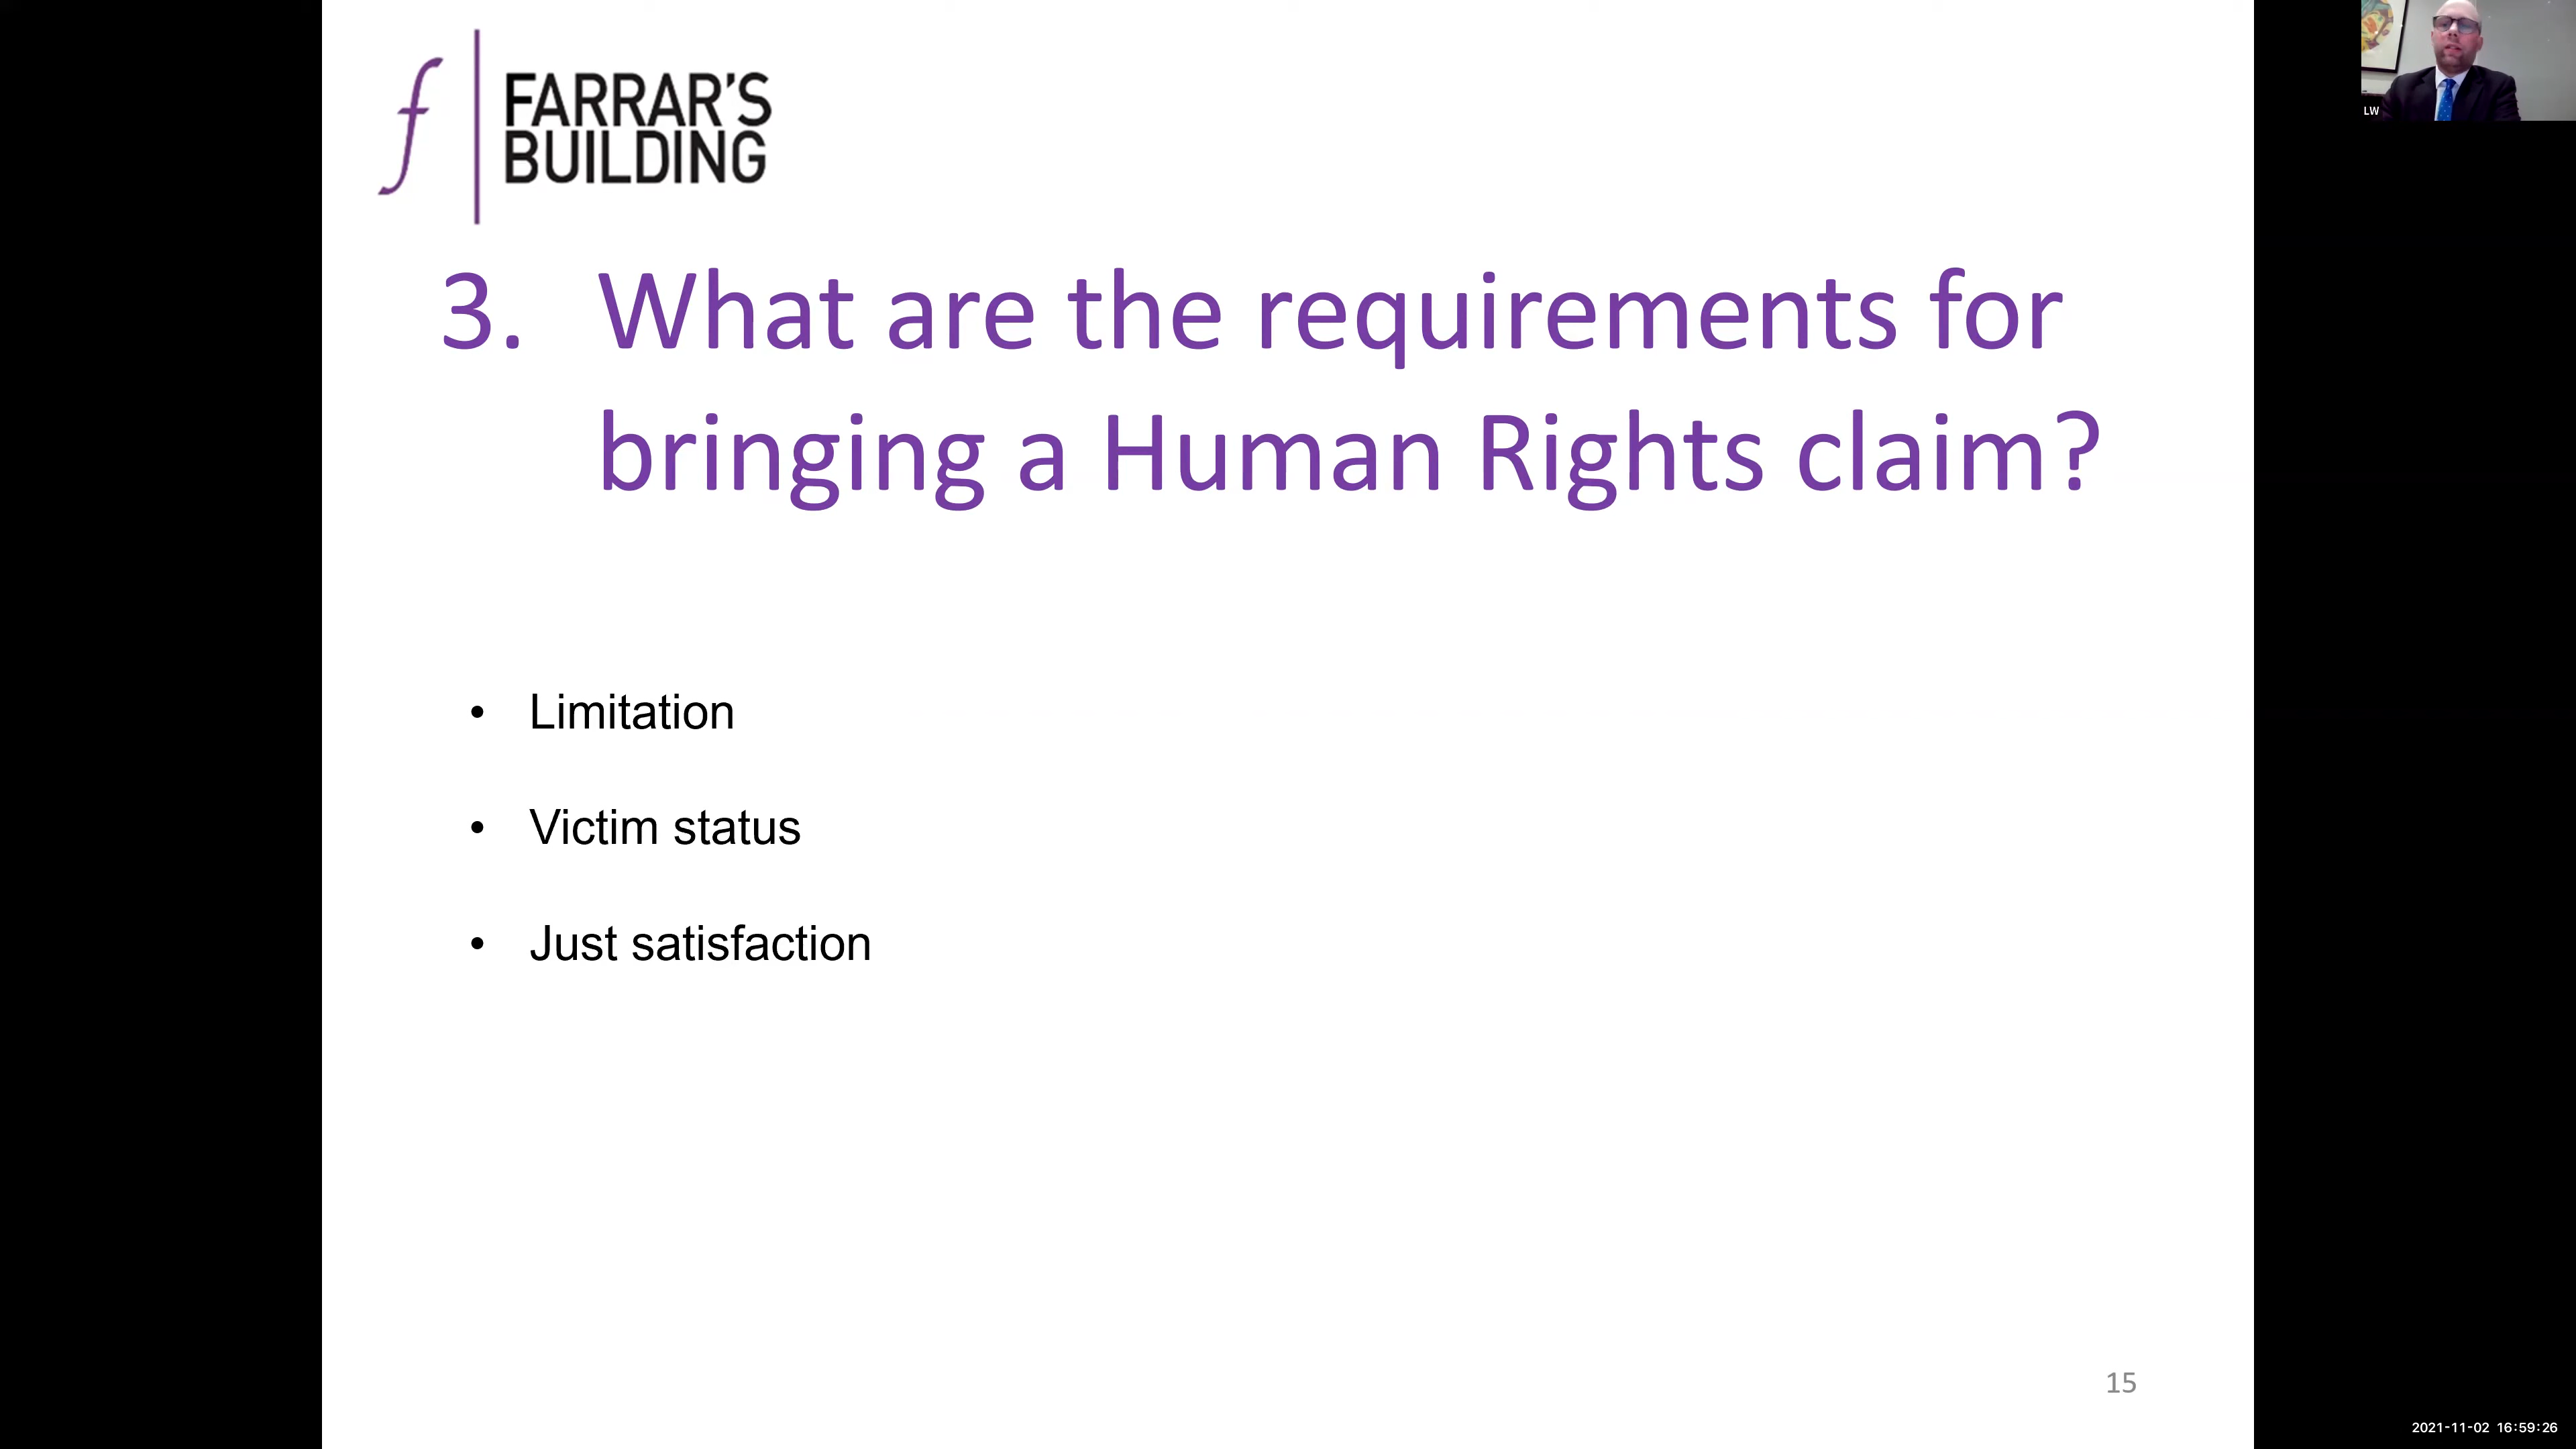 f
FARRAR'S
BUILDING
3. What are the requirements for
bringing a Human Rights claim?
• Limitation
• Victim status
• Just satisfaction
15
LW
2021-11-02 16:59:26